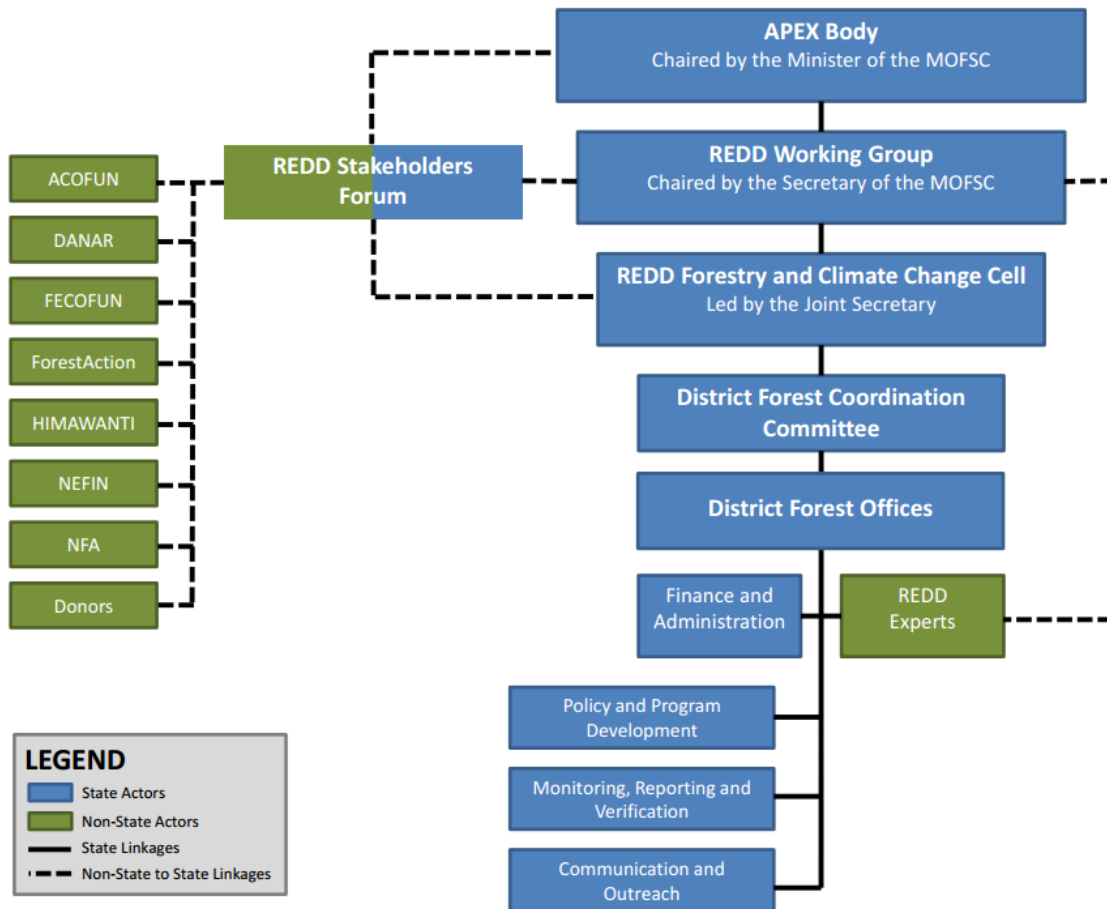 APEX Body
Chaired by the Minister of the MOFSC
REDD Stakeholders
Forum
REDD Working Group
Chaired by the Secretary of the MOFSC
ACOFUN
DANAR
FECOFUN
ForestAction
HIMAWANTI
NEFIN
NFA
Donors
REDD Forestry and Climate Change Cell
Led by the Joint Secretary
District Forest Coordination
Committee
District Forest Offices
Finance and
Administration
REDD
Experts
Policy and Program
Development
Monitoring, Reporting and
Verification
Communication and
Outreach
LEGEND
State Actors
Non-State Actors
State Linkages
Non-State to State Linkages